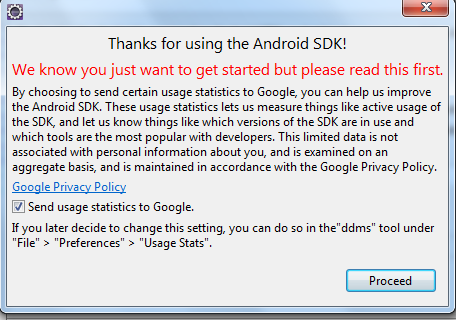 Thanks for using the Android SDK!
We know you just want to get started but please read this first.
By choosing to send certain usage statistics to Google, you can help us improve
the Android SDK. These usage statistics lets us measure things like active usage of
the SDK, and let us know things like which versions of the SDK are in use and
which tools are the most popular with developers. This limited data is not
associated with personal information about you, and is examined on an
aggregate basis, and is maintained in accordance with the Google Privacy Policy.
Google Privacy Policy
Send usage statistics to Google.
If you later decide to change this setting, you can do so in the"ddms" tool under
"File" > "Preferences" > "Usage Stats".
Proceed